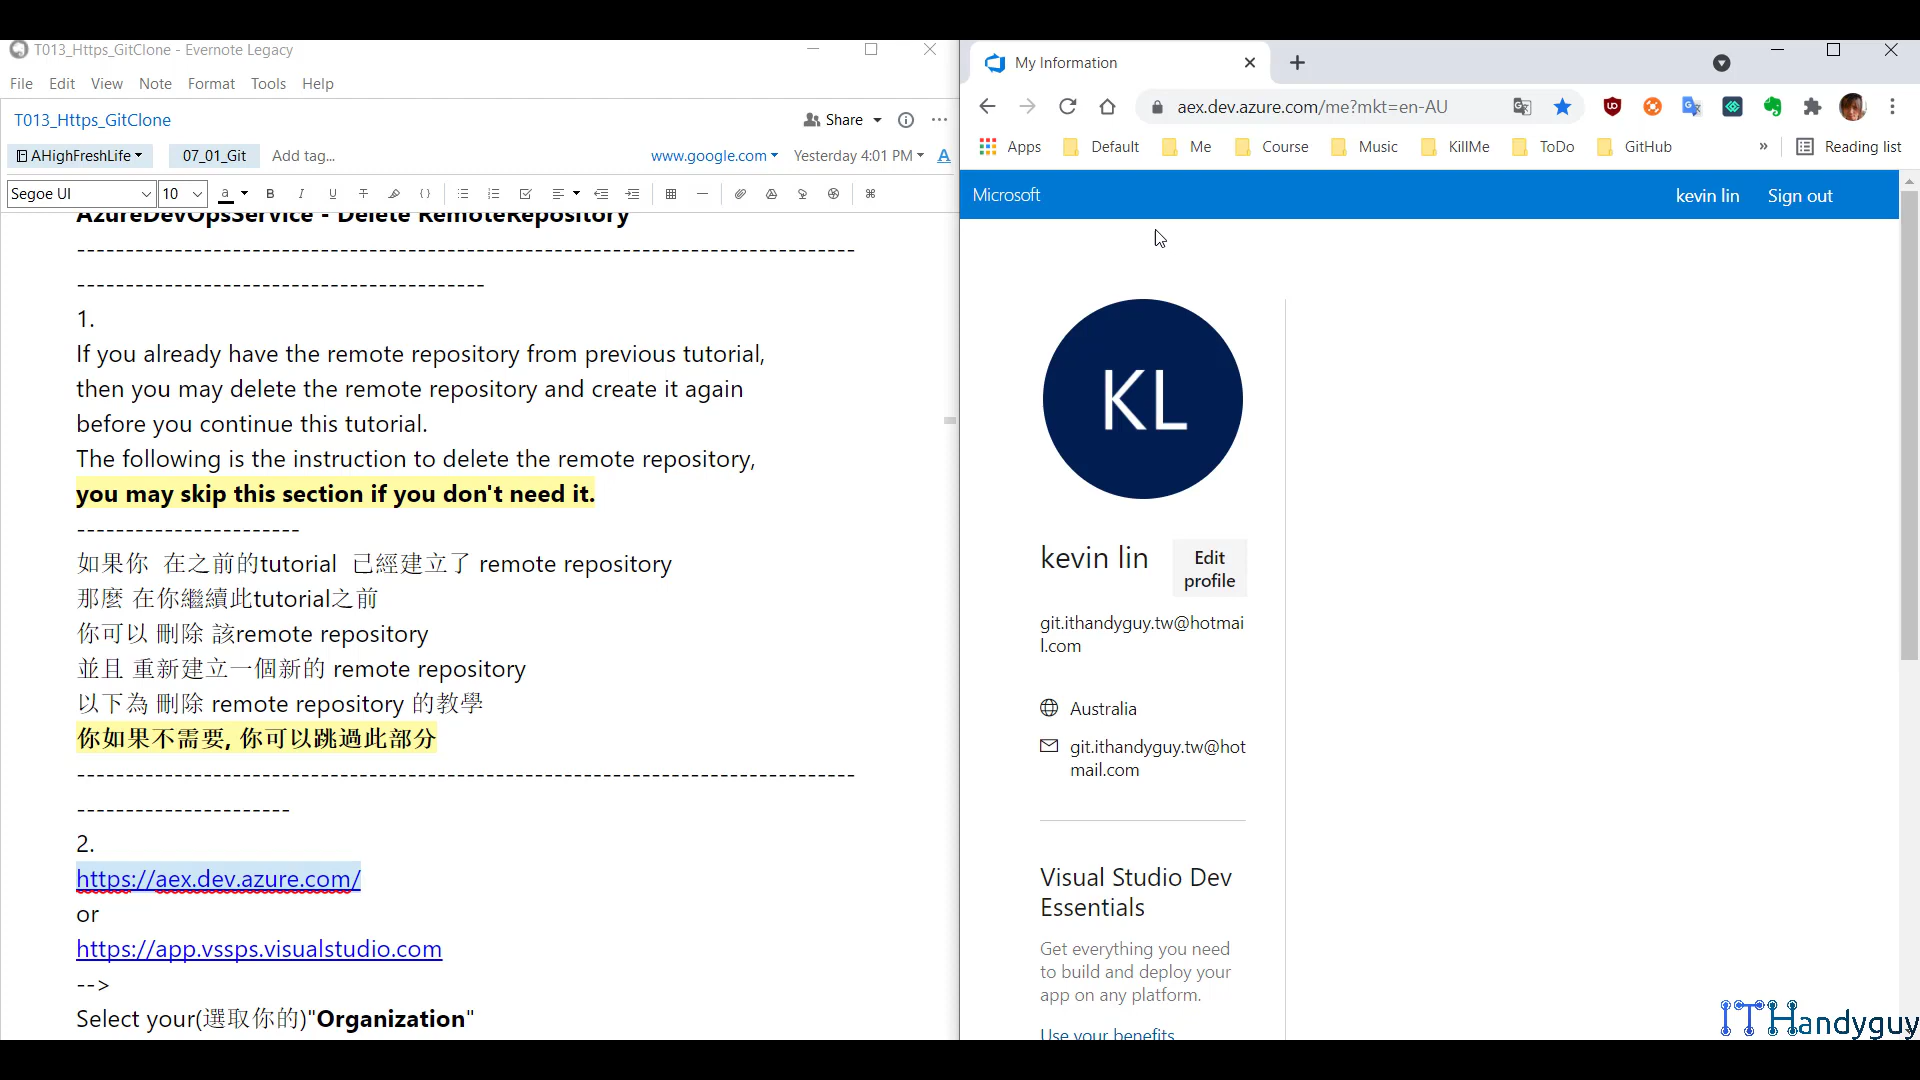 T013_Https_GitClone - Evernote Legacy
File Edit View Note Format Tools Help
T013_Https_GitClone
Share
AHighFreshLife
07_01_Git
Add tag...
www.google.com
Yesterday 4:01 PM
Segoe UI
10
AzureDevOpsService - Delete RemoteRepository
--------------------------------------------------------------------------------
------------------------------------------
1.
If you already have the remote repository from previous tutorial,
then you may delete the remote repository and create it again
before you continue this tutorial.
The following is the instruction to delete the remote repository,
you may skip this section if you don't need it.
-----------------------
如果你 在之前的tutorial 已經建立了 remote repository
那麼 在你繼續此tutorial之前
你可以 刪除 該remote repository
並且 重新建立一個新的 remote repository
以下為 刪除 remote repository 的教學
你如果不需要, 你可以跳過此部分
--------------------------------------------------------------------------------
----------------------
2.
https://aex.dev.azure.com/
or
https://app.vssps.visualstudio.com
-->
Select your(選取你的)"Organization"
My Information
aex.dev.azure.com/me?mkt=en-AU
Apps Default Me Course Music KillMe ToDo GitHub » Reading list
Microsoft
kevin lin
Sign out
KL
kevin lin
Edit
profile
git.ithandyguy.tw@hotmai
l.com
Australia
git.ithandyguy.tw@hot
mail.com
Visual Studio Dev
Essentials
Get everything you need
to build and deploy your
app on any platform.
Use your benefits
ITHandyguy